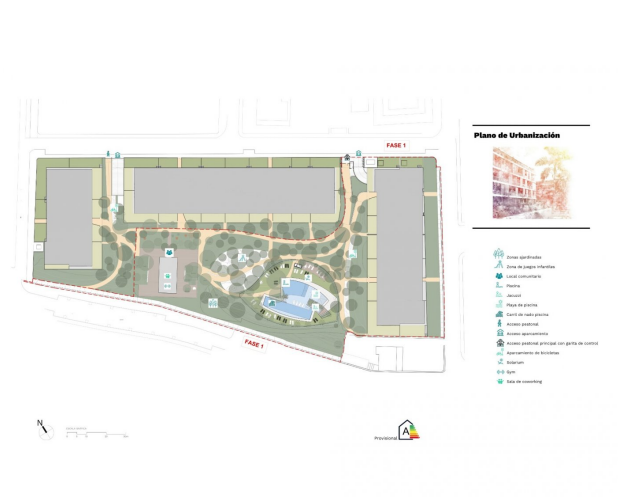 FASE 1
Plano de Urbanización
Zonas ajardinadas
Zona de juegos infantiles
Local comunitario
Piscina
Jacuzzi
Playa de piscina
Carril de nado piscina
Acceso peatonal
Acceso aparcamiento
Acceso peatonal principal con garita de control
Aparcamiento de bicicletas
Solarium
Gym
Sala de coworking
FASE 1
N
Provisional
A